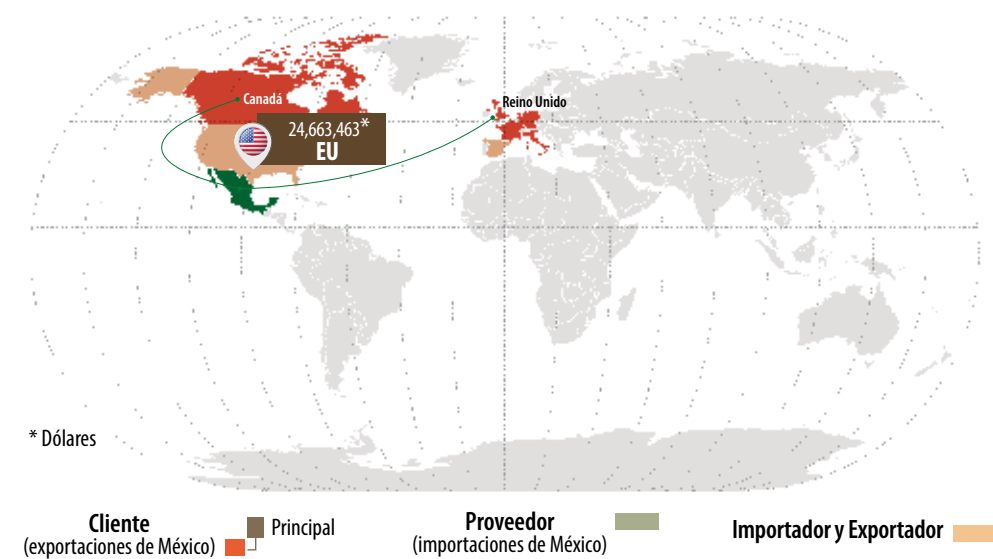 Canadá
Reino Unido
24,663,463*
EU
* Dólares
Cliente
(exportaciones de México)
Principal
Proveedor
(importaciones de México)
Importador y Exportador